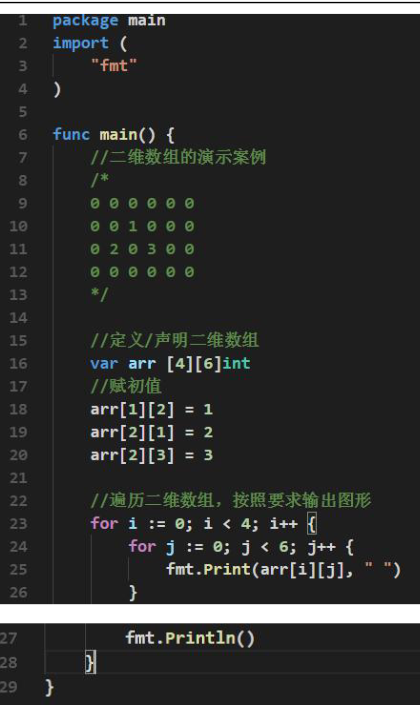 1 package main
2 import (
3 "fmt"
4 )
5
6 func main() {
7 //二维数组的演示案例
8 /*
9 0 0 0 0 0 0
10 0 0 1 0 0 0
11 0 2 0 3 0 0
12 0 0 0 0 0 0
13 */
14
15 //定义/声明二维数组
16 var arr [4][6]int
17 //赋初值
18 arr[1][2] = 1
19 arr[2][1] = 2
20 arr[2][3] = 3
21
22 //遍历二维数组，按照要求输出图形
23 for i := 0; i < 4; i++ {
24 for j := 0; j < 6; j++ {
25 fmt.Print(arr[i][j], " ")
26 }
27 fmt.Println()
28 }
29 }